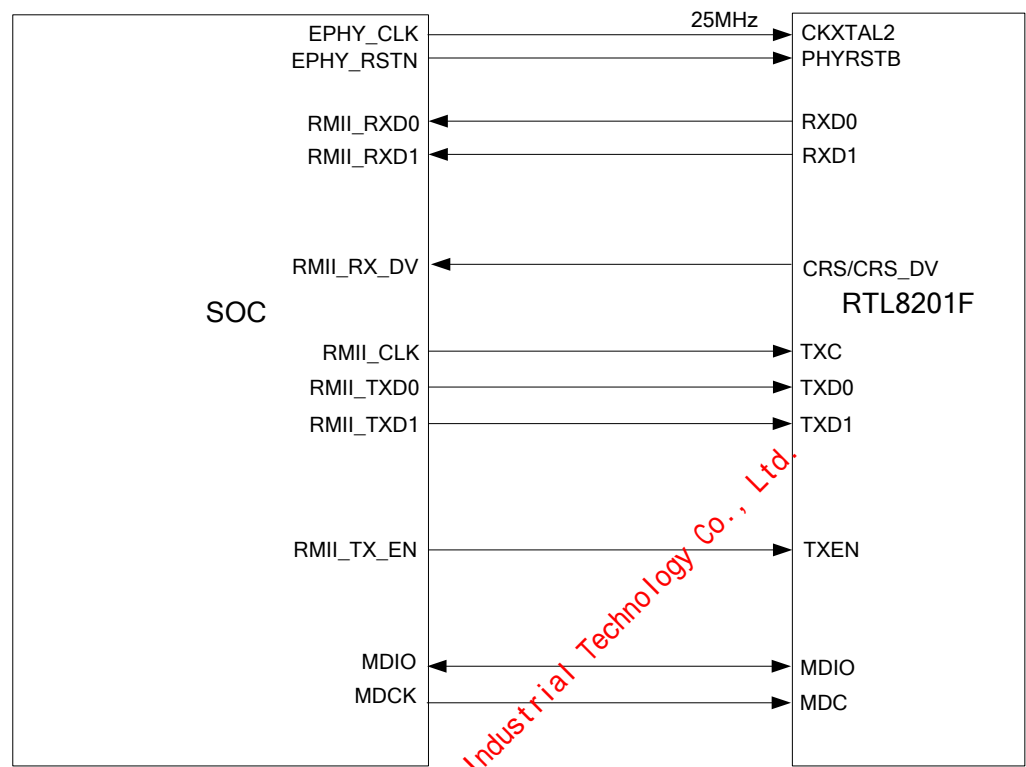 25MHz
EPHY_CLK CKXTAL2
EPHY_RSTN PHYRSTB
RMII_RXD0 RXD0
RMII_RXD1 RXD1
RMII_RX_DV CRS/CRS_DV
SOC RTL8201F
RMII_CLK TXC
RMII_TXD0 TXD0
RMII_TXD1 TXD1
RMII_TX_EN TXEN
MDIO MDIO
MDCK MDC
Industrial Technology Co., Ltd.